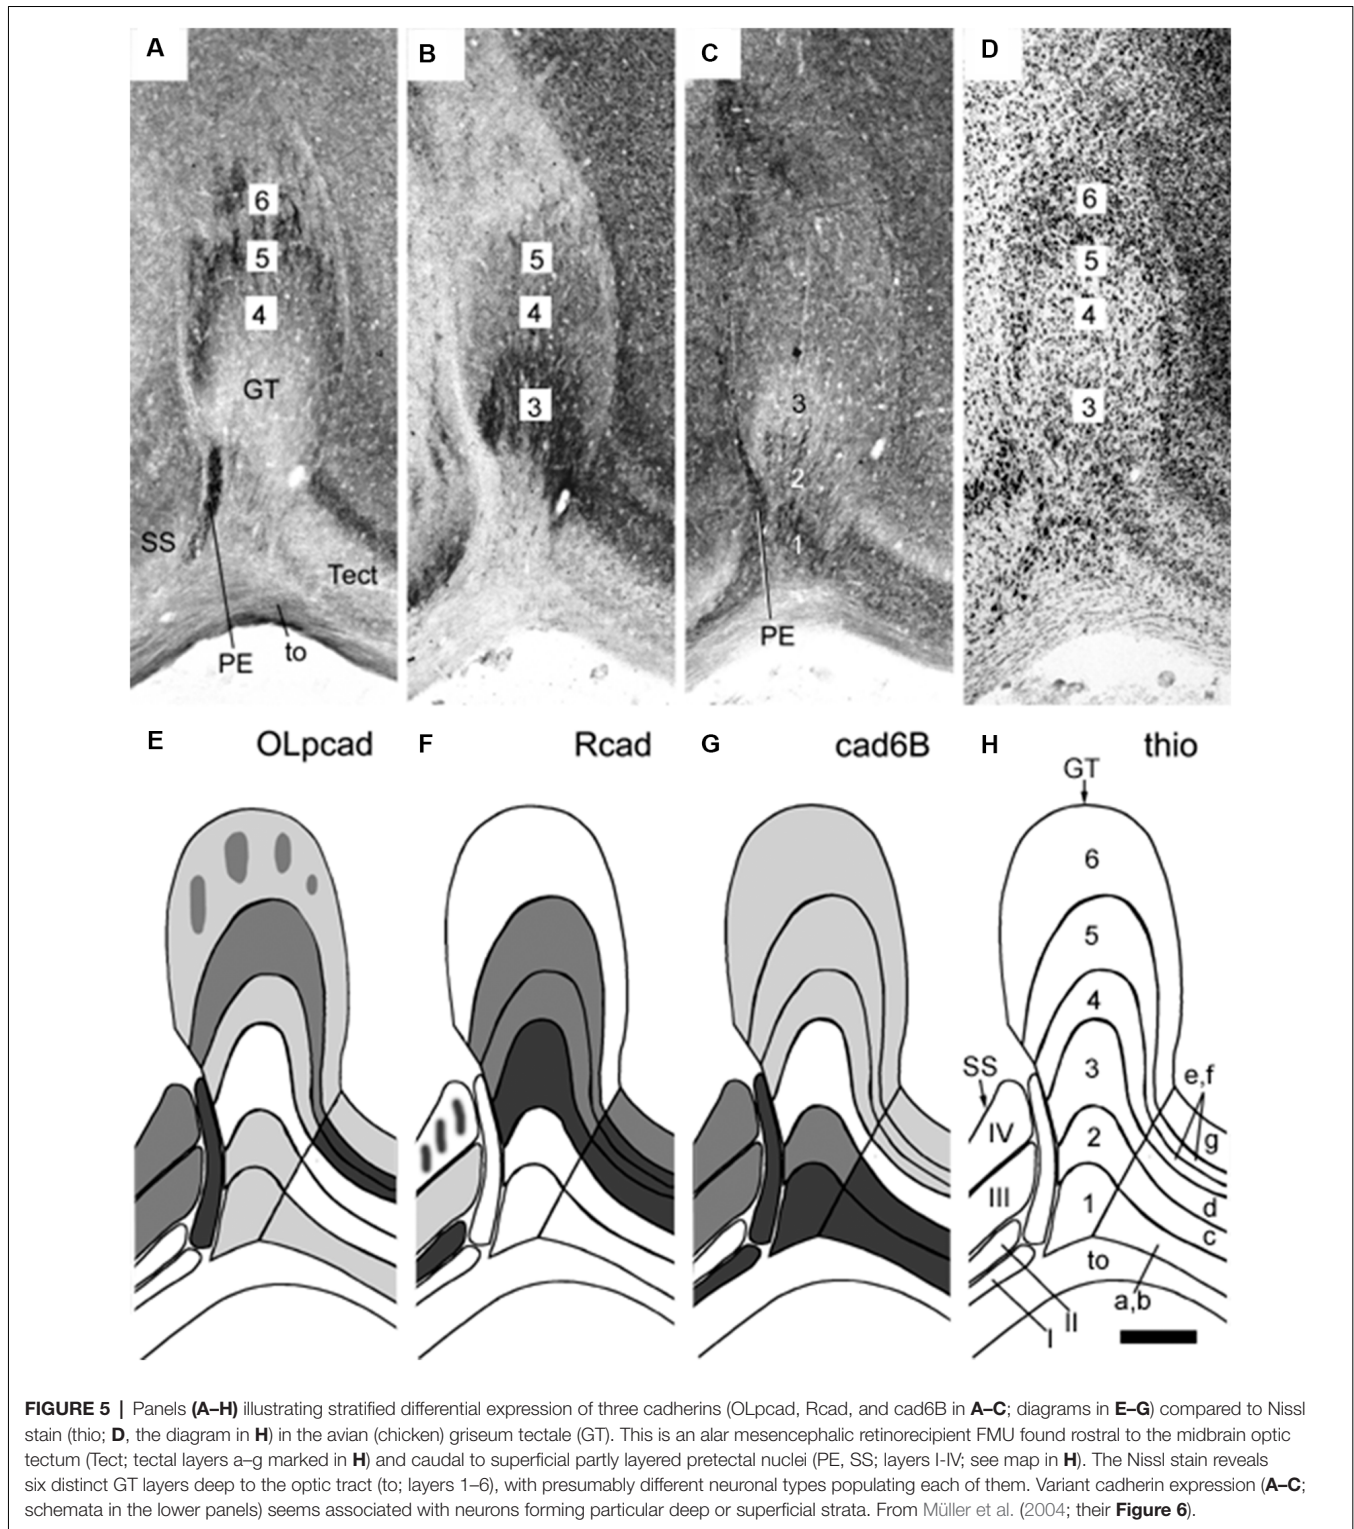 A
B
C
D
6
5
4
GT
SS
Tect
PE
to
5
4
3
3
2
1
PE
6
5
4
3
E OLpcad
F Rcad
G cad6B
H thio
GT
6
5
4
3
2
1
SS
IV
III
II
I
to
a,b
e,f
g
d
c
FIGURE 5 | Panels (A–H) illustrating stratified differential expression of three cadherins (OLpcad, Rcad, and cad6B in A–C; diagrams in E–G) compared to Nissl
stain (thio; D, the diagram in H) in the avian (chicken) griseum tectale (GT). This is an alar mesencephalic retinorecipient FMU found rostral to the midbrain optic
tectum (Tect; tectal layers a–g marked in H) and caudal to superficial partly layered pretectal nuclei (PE, SS; layers I-IV; see map in H). The Nissl stain reveals
six distinct GT layers deep to the optic tract (to; layers 1–6), with presumably different neuronal types populating each of them. Variant cadherin expression (A–C;
schemata in the lower panels) seems associated with neurons forming particular deep or superficial strata. From Müller et al. (2004; their Figure 6).